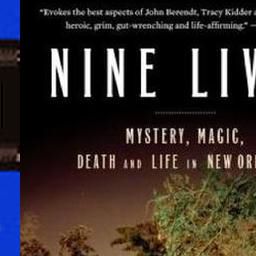 "Evokes the best aspects of John Berendt, Tracy Kidder
heroic, grim, gut-wrenching and life-affirming." —
NINE LIV
MYSTERY, MAGIC,
DEATH AND LIFE IN NEW OR